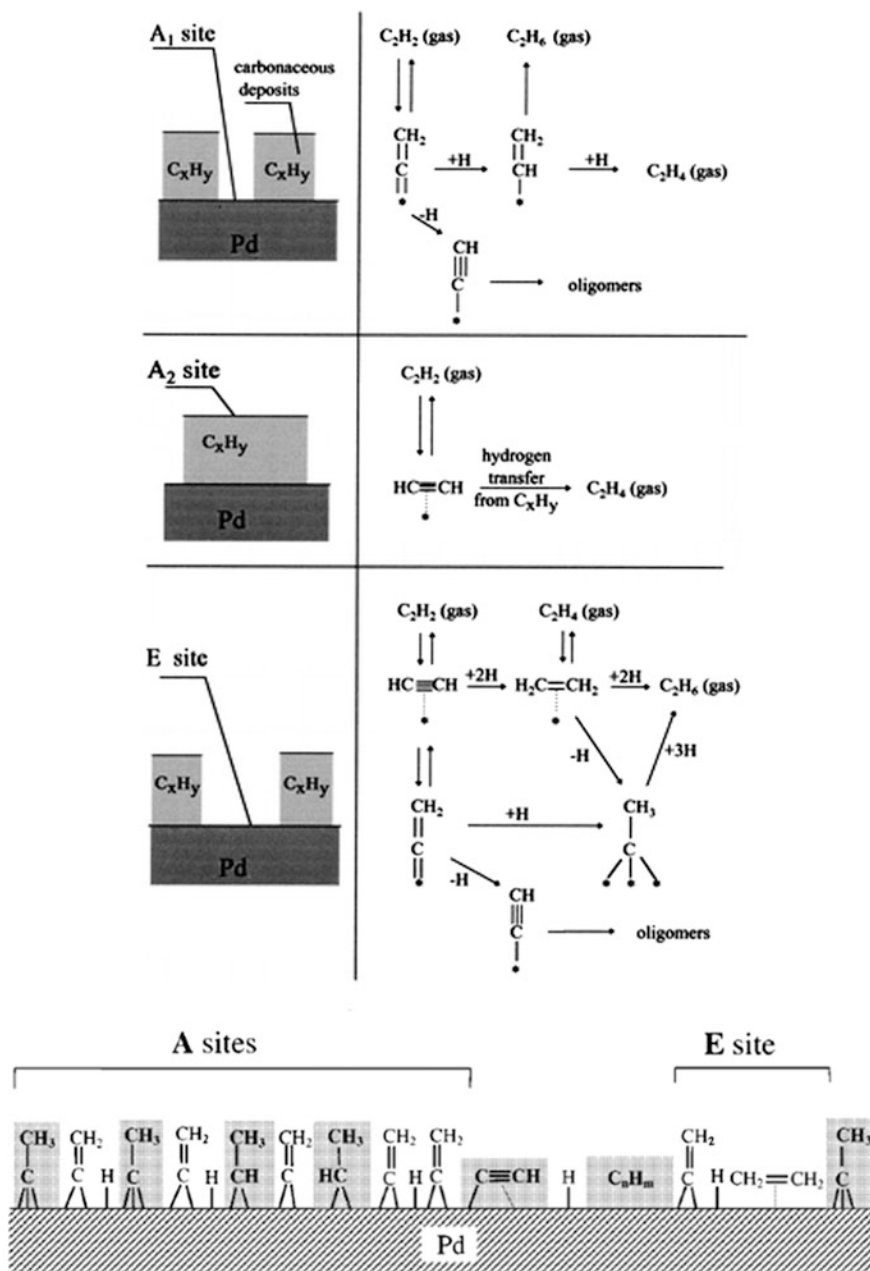 A₁ site
carbonaceous
deposits
CₓHᵧ CₓHᵧ
Pd
C₂H₂ (gas) C₂H₆ (gas)
CH₂ CH₂
C +H CH +H C₂H₄ (gas)
-H
CH
C oligomers
A₂ site
CₓHᵧ
Pd
C₂H₂ (gas)
hydrogen
transfer
HC≡CH from CₓHᵧ C₂H₄ (gas)
E site
CₓHᵧ CₓHᵧ
Pd
C₂H₂ (gas) C₂H₄ (gas)
HC≡CH +2H H₂C=CH₂ +2H C₂H₆ (gas)
-H +3H
CH₂ +H CH₃
C C
-H
CH
C oligomers
A sites E site
CH₃ CH₂ CH₃ CH₂ CH₃ CH₂ CH₃ CH₂ CH₂ CH₂ CH₃
C C H C C H CH C HC C H C C≡CH H CₙHₘ C H CH₂=CH₂ C
Pd